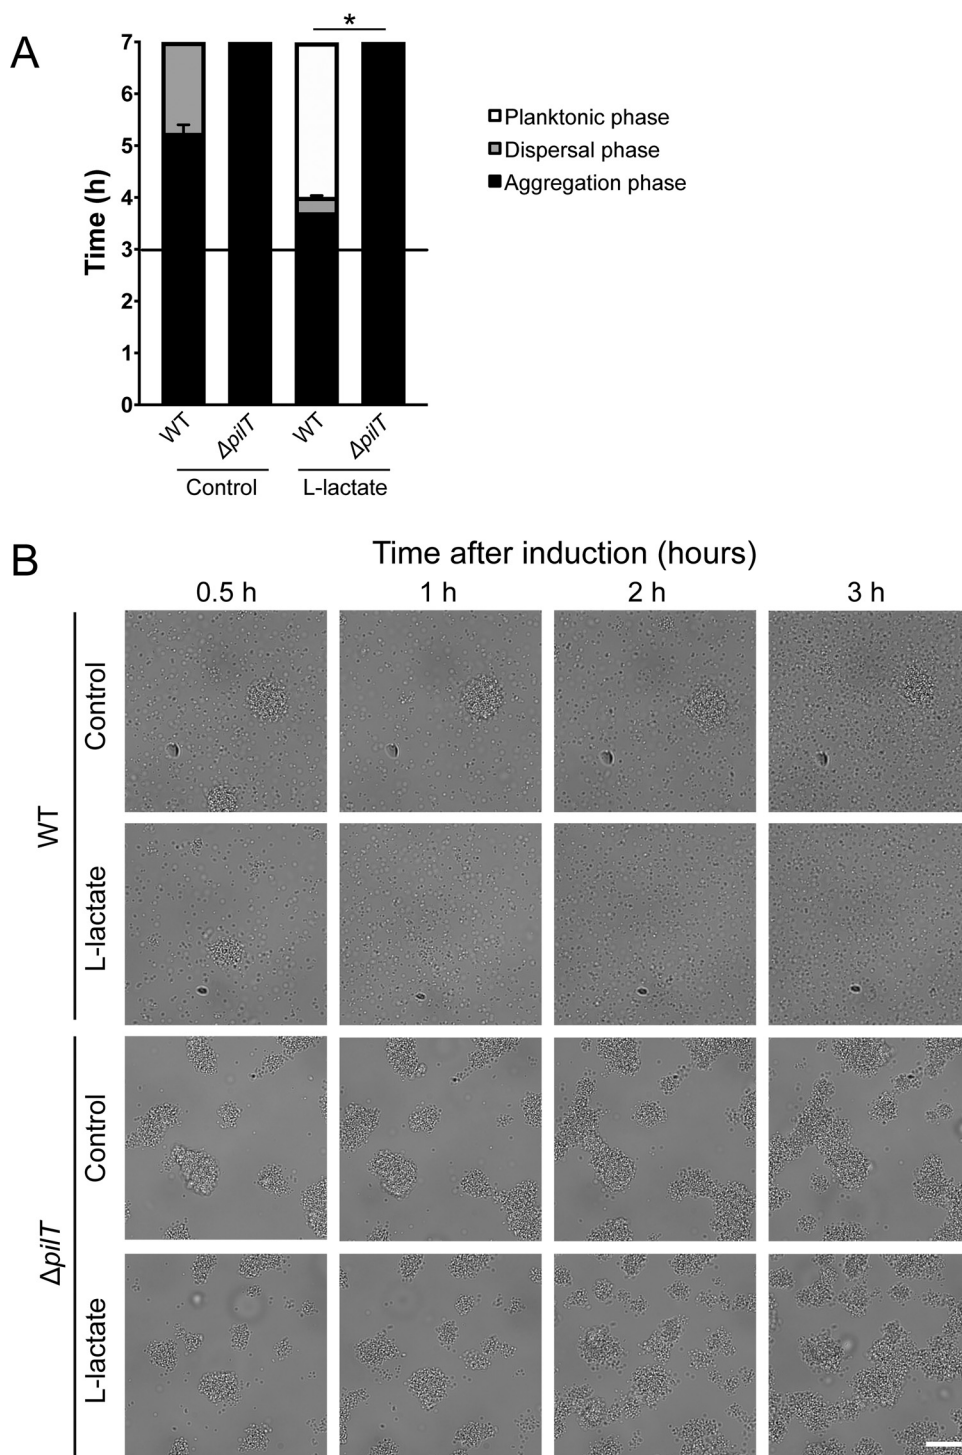 A
*
7
6
5
4
3
2
1
0
Time (h)
Planktonic phase
Dispersal phase
Aggregation phase
WT
ΔpilT
WT
ΔpilT
Control
L-lactate
B
Time after induction (hours)
0.5 h
1 h
2 h
3 h
WT
Control
L-lactate
ΔpilT
Control
L-lactate